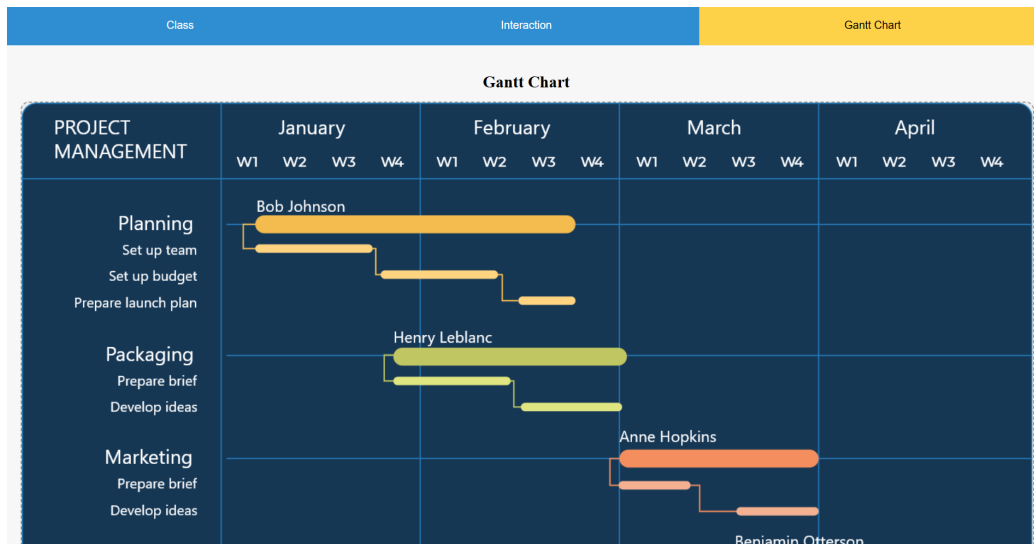 Class Interaction Gantt Chart
Gantt Chart
PROJECT
MANAGEMENT
January February March April
W1 W2 W3 W4 W1 W2 W3 W4 W1 W2 W3 W4 W1 W2 W3 W4
Bob Johnson
Planning
Set up team
Set up budget
Prepare launch plan
Henry Leblanc
Packaging
Prepare brief
Develop ideas
Anne Hopkins
Marketing
Prepare brief
Develop ideas
Benjamin Otterson